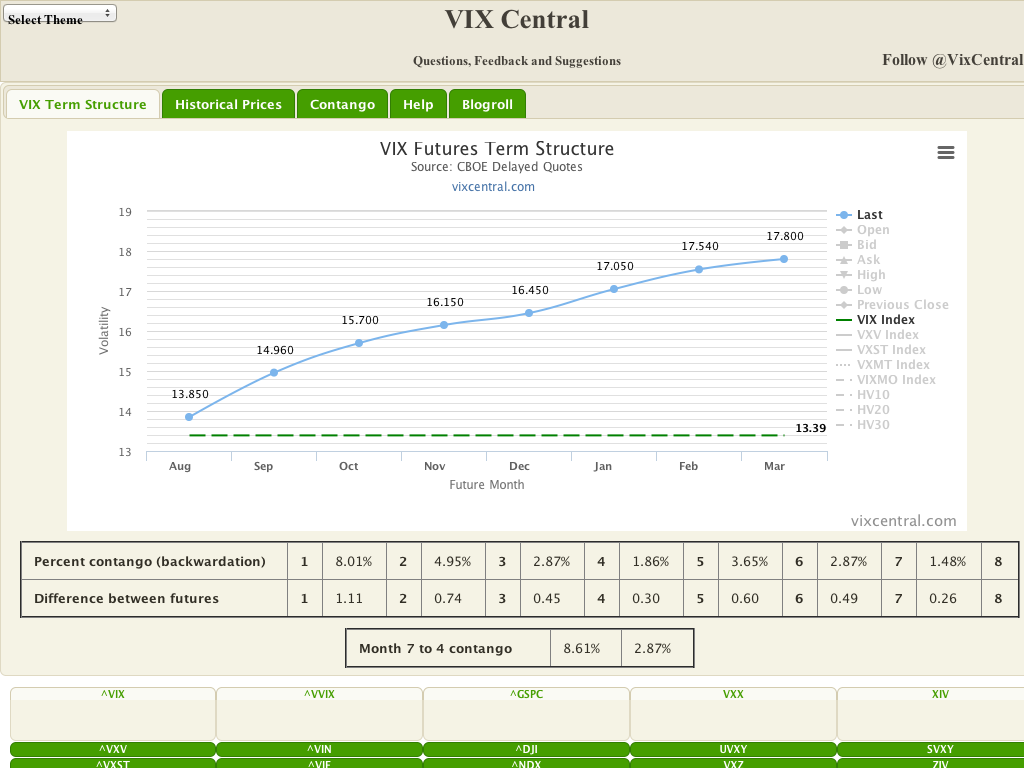 Select Theme
VIX Central
Questions, Feedback and Suggestions
Follow @VixCentral
VIX Term Structure Historical Prices Contango Help Blogroll
VIX Futures Term Structure
Source: CBOE Delayed Quotes
vixcentral.com
Volatility
19
18
17
16
15
14
13
13.850
14.960
15.700
16.150
16.450
17.050
17.540
17.800
13.39
Aug Sep Oct Nov Dec Jan Feb Mar
Future Month
Last
Open
Bid
Ask
High
Low
Previous Close
VIX Index
VXV Index
VXST Index
VXMT Index
VIXMO Index
HV10
HV20
HV30
vixcentral.com
Percent contango (backwardation) 1 8.01% 2 4.95% 3 2.87% 4 1.86% 5 3.65% 6 2.87% 7 1.48% 8
Difference between futures 1 1.11 2 0.74 3 0.45 4 0.30 5 0.60 6 0.49 7 0.26 8
Month 7 to 4 contango 8.61% 2.87%
^VIX ^VVIX ^GSPC VXX XIV
^VXV ^VIN ^DJI UVXY SVXY
^VXST ^VIF ^NDX VXZ ZIV